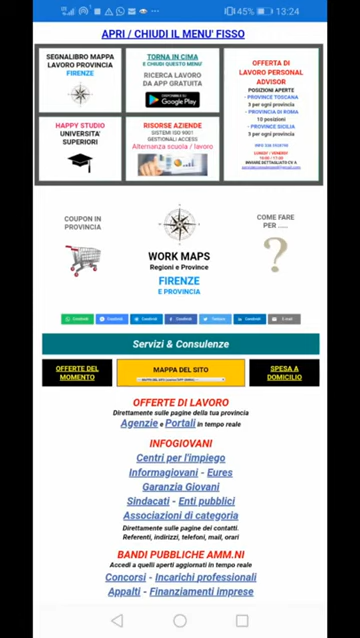 45% 13:24
APRI / CHIUDI IL MENU' FISSO
SEGNALIBRO MAPPA
LAVORO PROVINCIA
FIRENZE
TORNA IN CIMA
E CHIUDI QUESTO MENU'
RICERCA LAVORO
DA APP GRATUITA
Google Play
OFFERTA DI
LAVORO PERSONAL
ADVISOR
POSIZIONI APERTE
- PROVINCE TOSCANA
3 per ogni provincia
- PROVINCIA DI ROMA
10 posizioni
- PROVINCE SICILIA
3 per ogni provincia
HAPPY STUDIO
UNIVERSITA'
SUPERIORI
RISORSE AZIENDE
SISTEMI ISO 9001
GESTIONALI ACCESS
Alternanza scuola / lavoro
COUPON IN
PROVINCIA
WORK MAPS
Regioni e Province
FIRENZE
E PROVINCIA
COME FARE
PER .....
?
Condividi Condividi Condividi Condividi Condividi E-mail
Servizi & Consulenze
OFFERTE DEL
MOMENTO
MAPPA DEL SITO
SPESA A
DOMICILIO
OFFERTE DI LAVORO
Direttamente sulle pagine della tua provincia
Agenzie e Portali in tempo reale
INFOGIOVANI
Centri per l'impiego
Informagiovani - Eures
Garanzia Giovani
Sindacati - Enti pubblici
Associazioni di categoria
Direttamente sulle pagine dei contatti.
Referenti, indirizzi, telefoni, mail, orari
BANDI PUBBLICHE AMM.NI
Accedi a quelli aperti aggiornati in tempo reale
Concorsi - Incarichi professionali
Appalti - Finanziamenti imprese